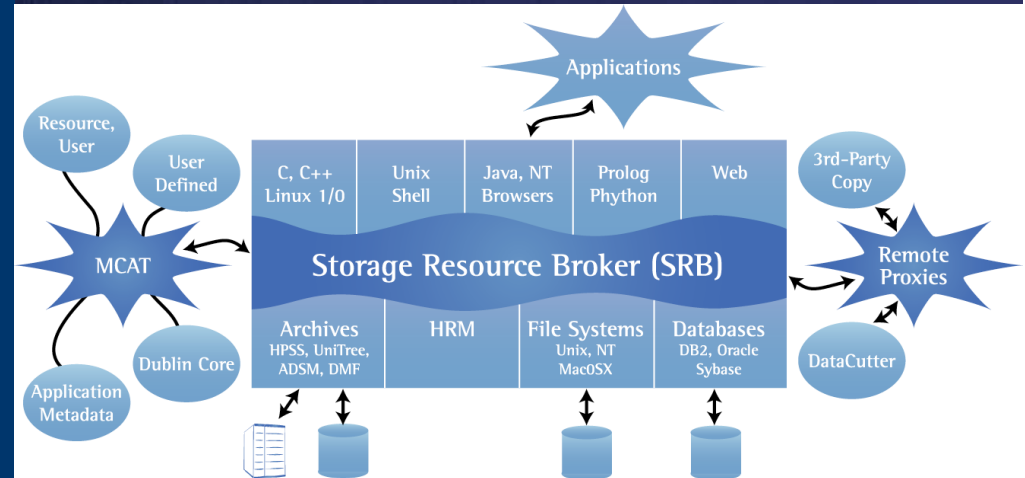 Applications
Resource,
User
User
Defined
MCAT
Dublin Core
Application
Metadata
C, C++
Linux 1/0
Unix
Shell
Java, NT
Browsers
Prolog
Phython
Web
Storage Resource Broker (SRB)
Archives
HPSS, UniTree,
ADSM, DMF
HRM
File Systems
Unix, NT
Mac0SX
Databases
DB2, Oracle
Sybase
3rd-Party
Copy
Remote
Proxies
DataCutter